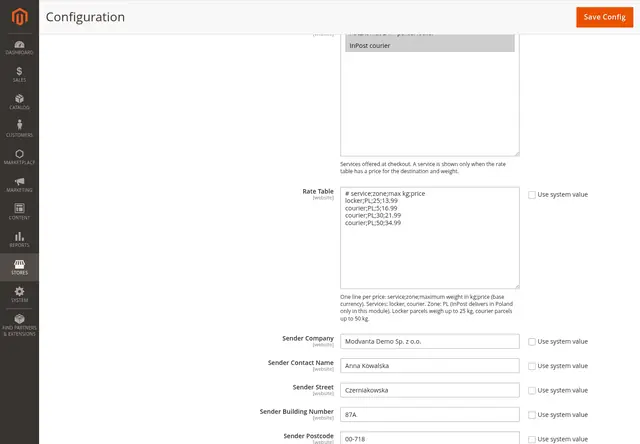 Configuration
Save Config
DASHBOARD
SALES
CATALOG
CUSTOMERS
MARKETPLACE
MARKETING
CONTENT
REPORTS
STORES
SYSTEM
FIND PARTNERS
& EXTENSIONS
InPost courier
Services offered at checkout. A service is shown only when the rate
table has a price for the destination and weight.
Rate Table
[website]
# service;zone;max kg;price
locker;PL;25;13.99
courier;PL;5;16.99
courier;PL;30;21.99
courier;PL;50;34.99
Use system value
One line per price: service;zone;maximum weight in kg;price (base
currency). Services: locker, courier. Zone: PL (InPost delivers in Poland
only in this module). Locker parcels weigh up to 25 kg, courier parcels
up to 50 kg.
Sender Company
[website]
Modvanta Demo Sp. z o.o.
Use system value
Sender Contact Name
[website]
Anna Kowalska
Use system value
Sender Street
[website]
Czerniakowska
Use system value
Sender Building Number
[website]
87A
Use system value
Sender Postcode
[website]
00-718
Use system value